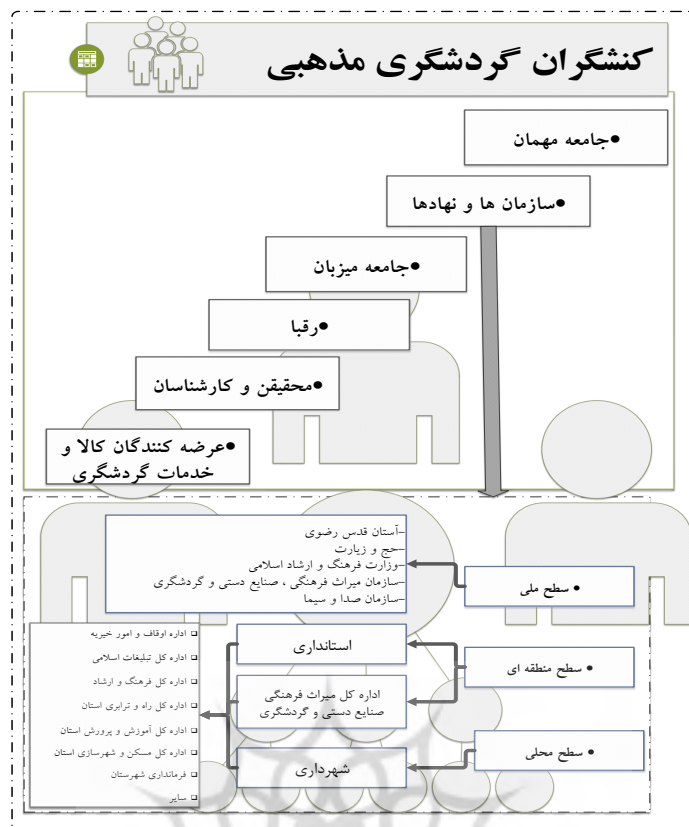 کنشگران گردشگری مذهبی
•جامعه مهمان
•سازمان ها و نهادها
•جامعه میزبان
•رقبا
•محقیقن و کارشناسان
•عرضه کنندگان کالا و
خدمات گردشگری
-آستان قدس رضوی
-حج و زیارت
-وزارت فرهنگ و ارشاد اسلامی
-سازمان میراث فرهنگی ، صنایع دستی و گردشگری
-سازمان صدا و سیما
• سطح ملی
استانداری
• سطح منطقه ای
اداره کل میراث فرهنگی
صنایع دستی و گردشگری
شهرداری
• سطح محلی
اداره اوقاف و امور خیریه
اداره کل تبلیغات اسلامی
اداره کل فرهنگ و ارشاد
اداره کل راه و ترابری استان
اداره کل آموزش و پرورش استان
اداره کل مسکن و شهرسازی استان
فرمانداری شهرستان
سایر